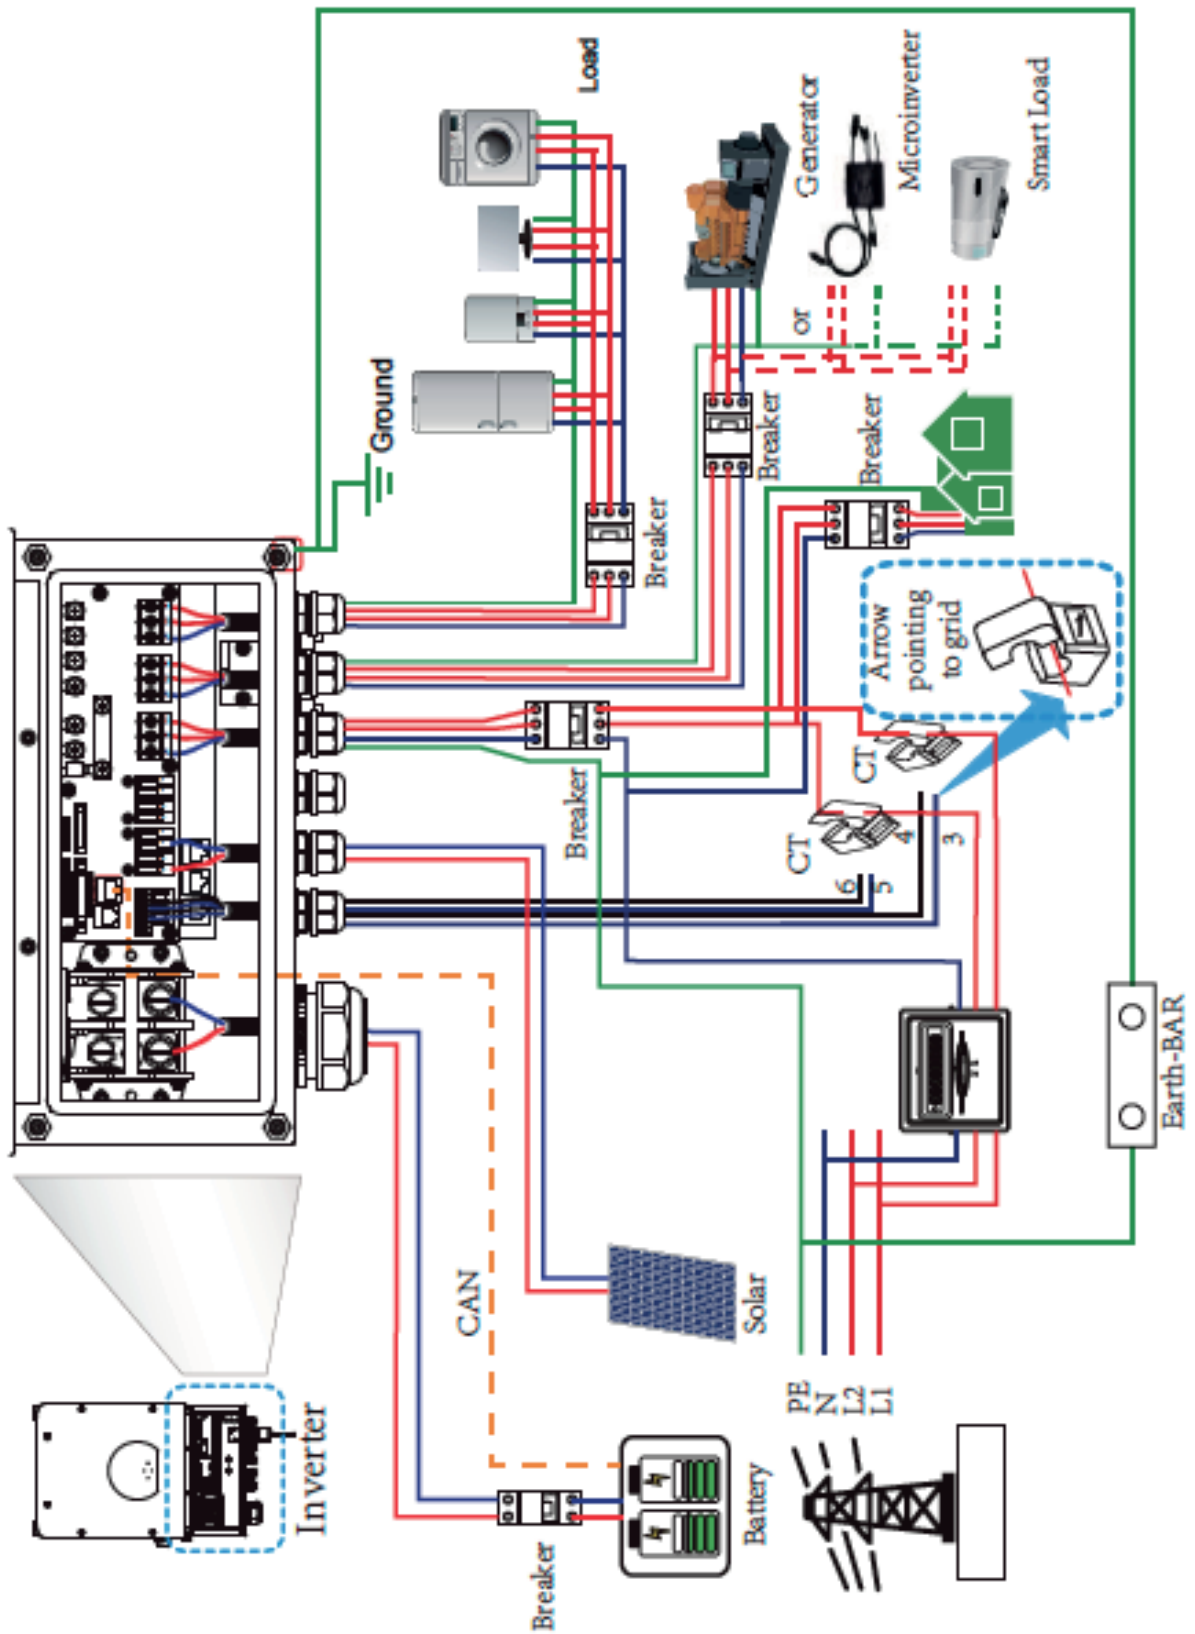 Load
Generator
Microinverter
Smart Load
or
Ground
Breaker
Breaker
Breaker
Breaker
Arrow
pointing
to grid
CT
CT
4
3
6
5
Earth-BAR
CAN
Solar
PE
N
L2
L1
Inverter
Breaker
Battery